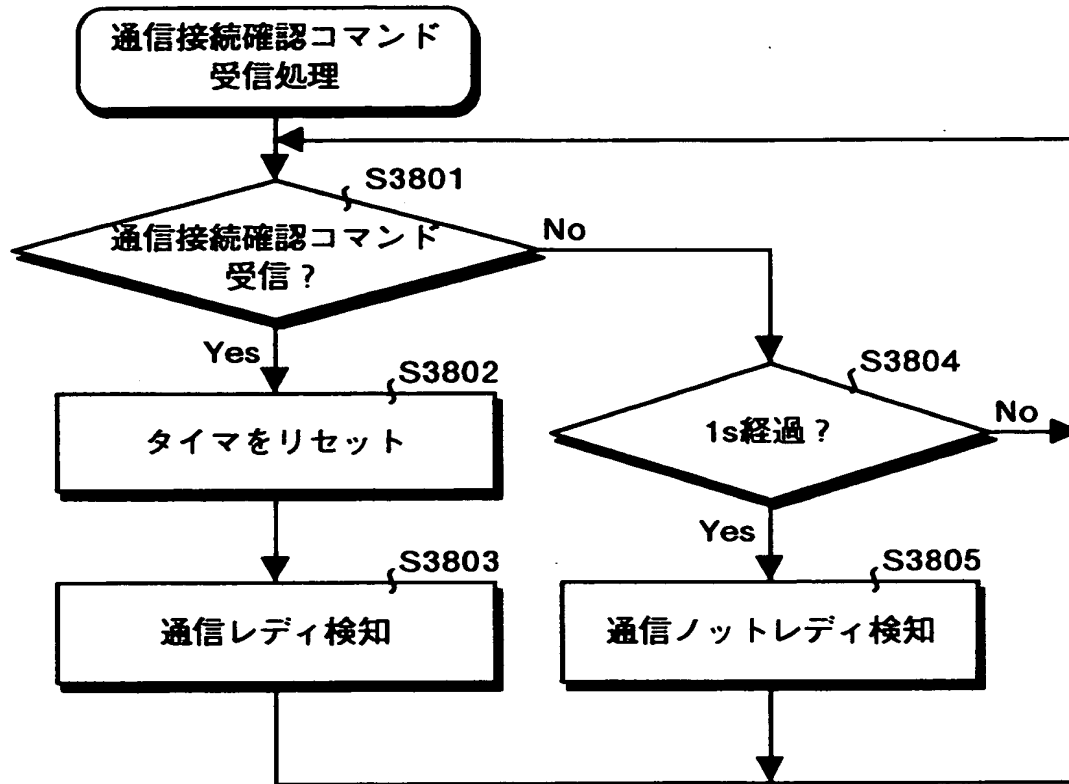 通信接続確認コマンド
受信処理
S3801
通信接続確認コマンド
受信？
No
Yes
S3802
タイマをリセット
S3804
1s経過？
No
Yes
S3803
通信レディ検知
S3805
通信ノットレディ検知